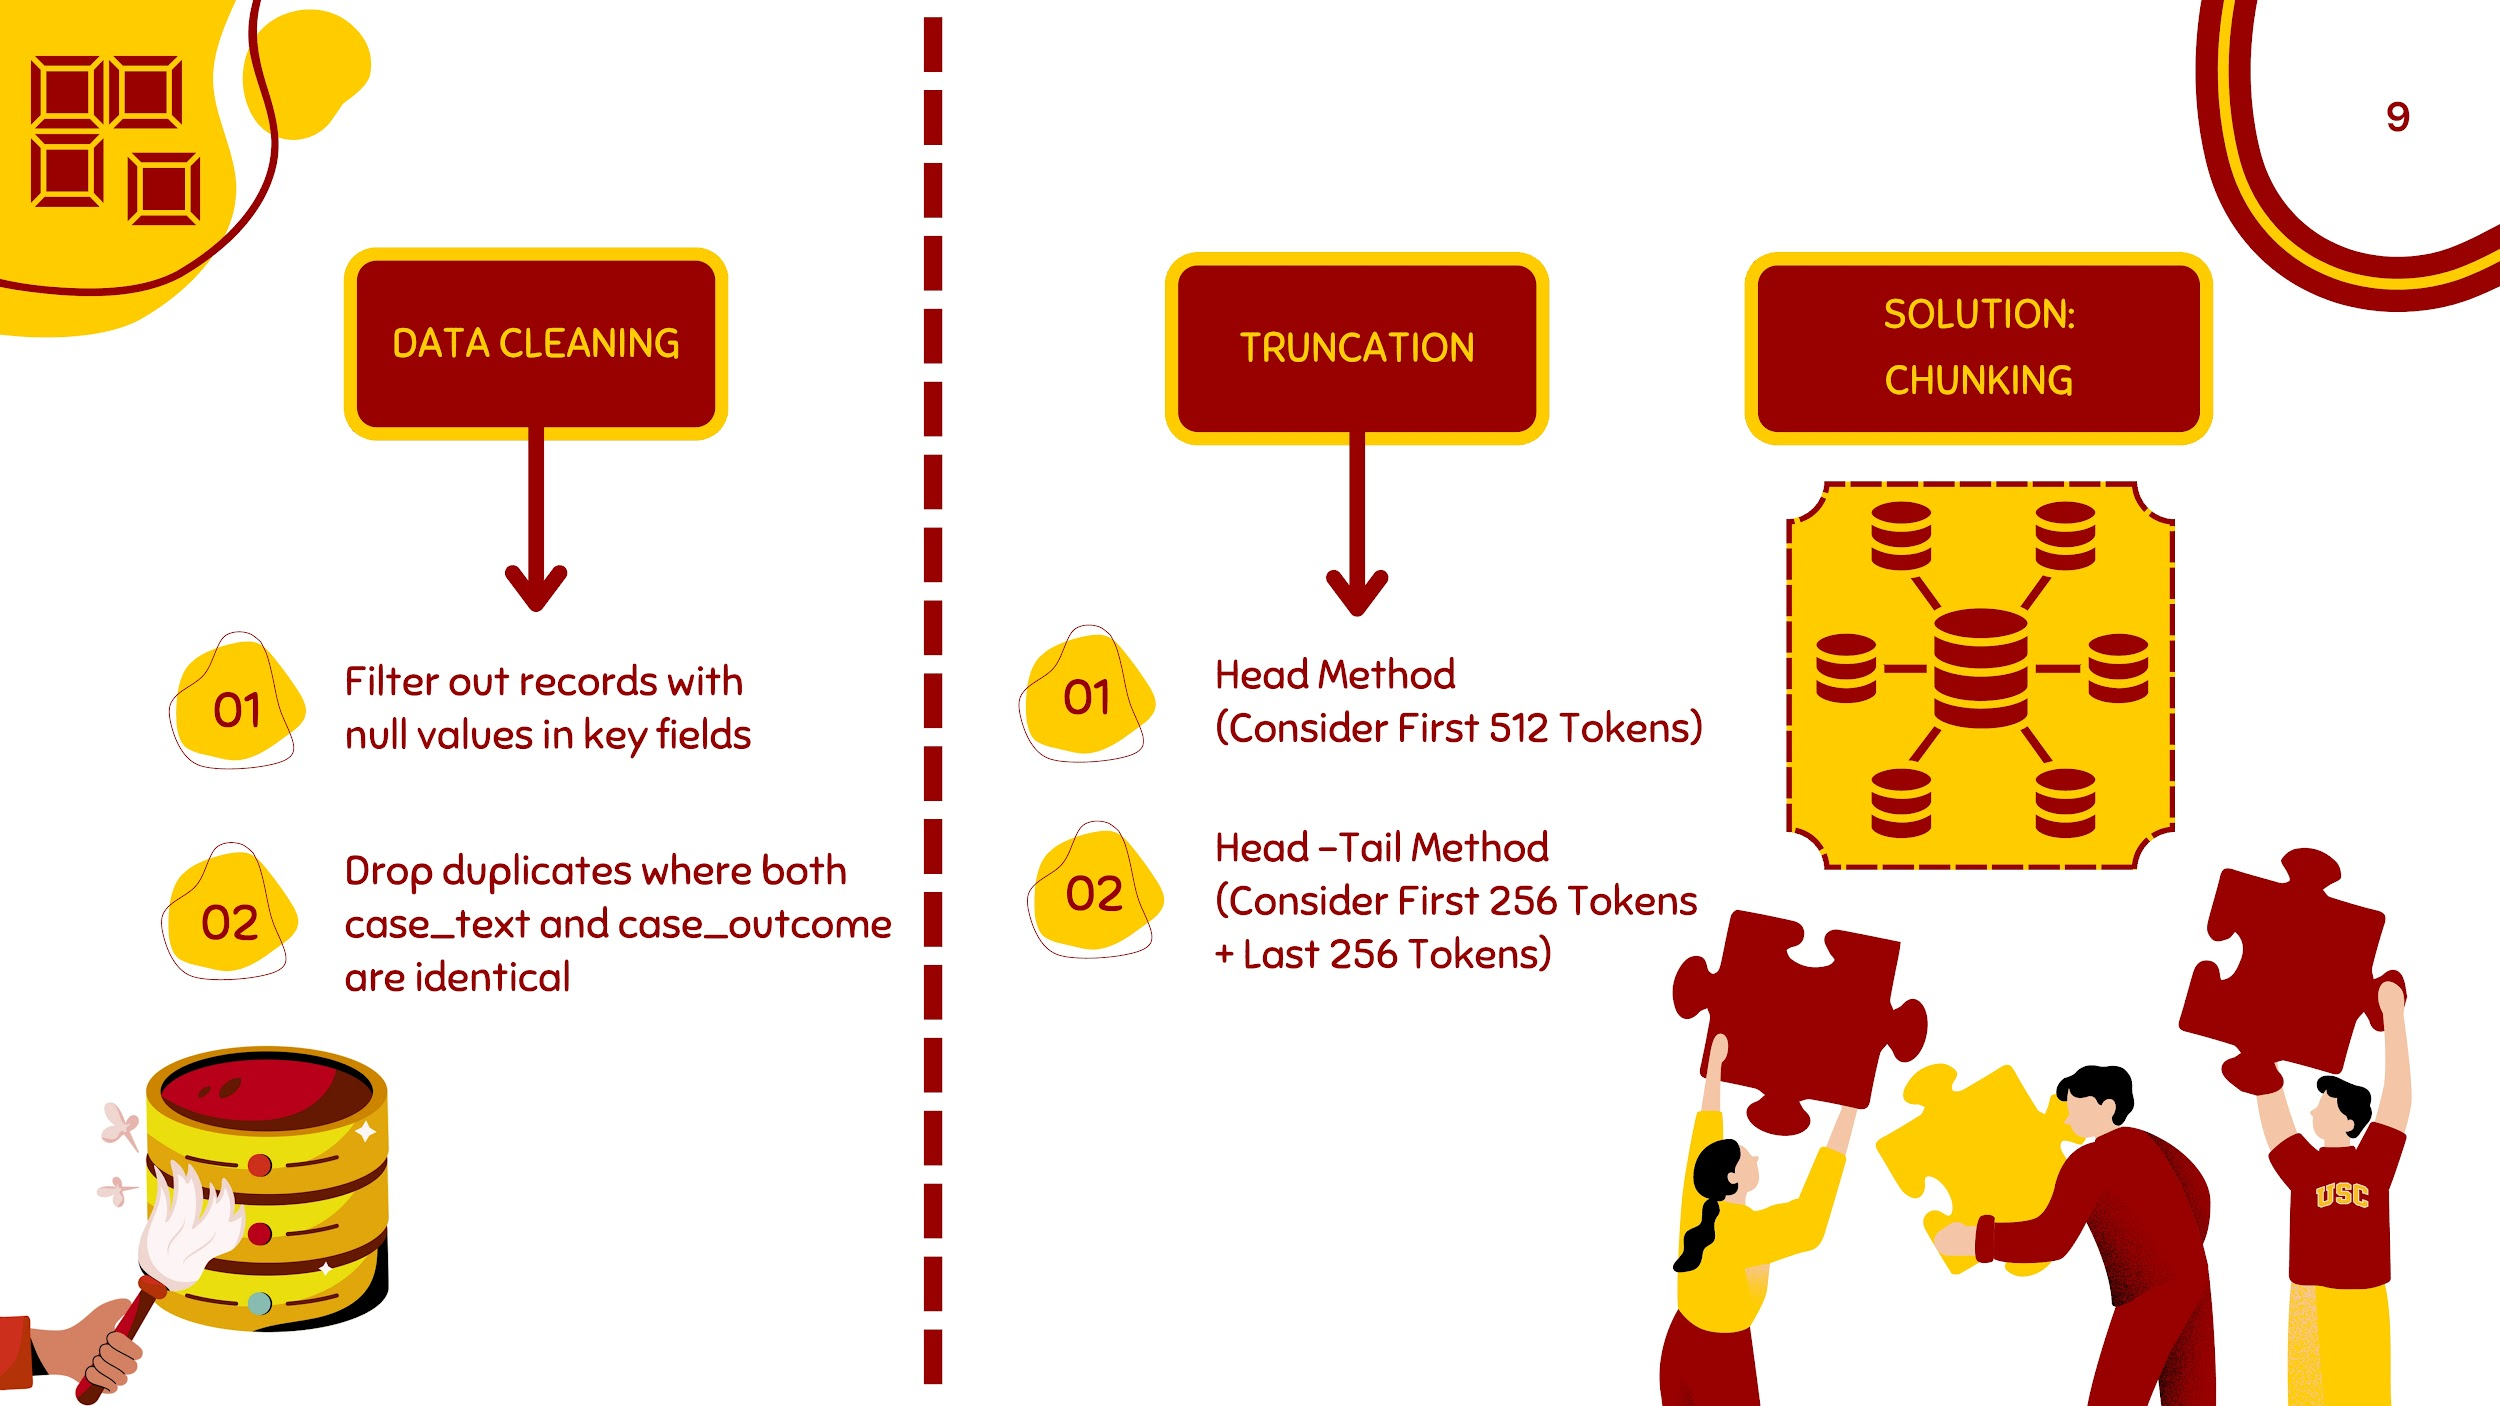 9
DATA CLEANING
01
Filter out records with
null values in key fields
02
Drop duplicates where both
case_text and case_outcome
are identical
TRUNCATION
01
Head Method
(Consider First 512 Tokens)
02
Head -Tail Method
(Consider First 256 Tokens
+ Last 256 Tokens)
SOLUTION:
CHUNKING
USC